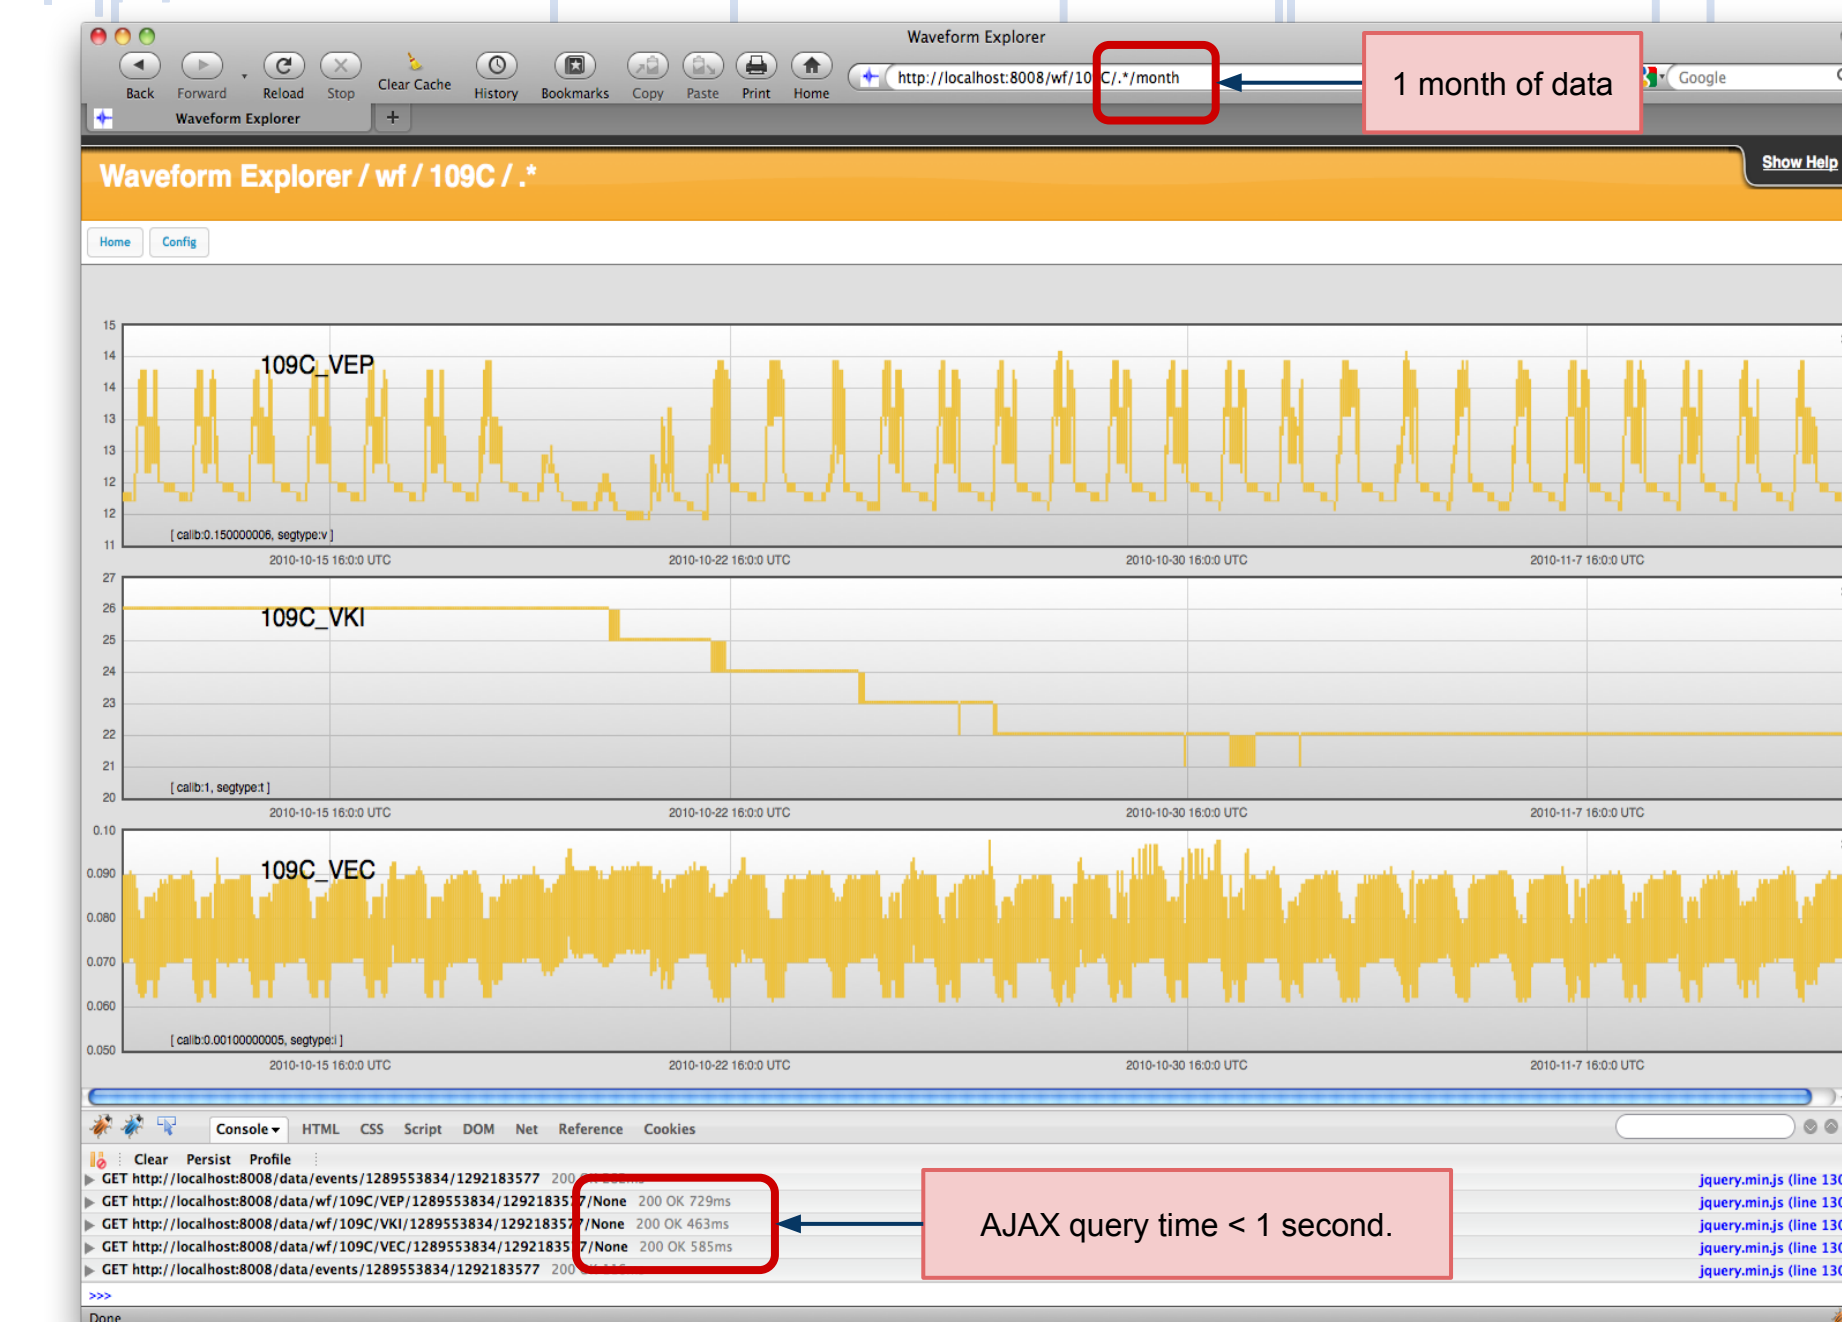 Waveform Explorer
Back Forward Reload Stop Clear Cache History Bookmarks Copy Paste Print Home
http://localhost:8008/wf/109C/.*/month
Google
1 month of data
Waveform Explorer +
Waveform Explorer / wf / 109C / .*
Show Help
Home Config
15
14
14
13
13
12
12
11
109C_VEP
[ calib:0.150000006, segtype:v ]
2010-10-15 16:0:0 UTC 2010-10-22 16:0:0 UTC 2010-10-30 16:0:0 UTC 2010-11-7 16:0:0 UTC
27
26
25
24
23
22
21
20
109C_VKI
[ calib:1, segtype:t ]
2010-10-15 16:0:0 UTC 2010-10-22 16:0:0 UTC 2010-10-30 16:0:0 UTC 2010-11-7 16:0:0 UTC
0.10
0.090
0.080
0.070
0.060
0.050
109C_VEC
[ calib:0.00100000005, segtype:i ]
2010-10-15 16:0:0 UTC 2010-10-22 16:0:0 UTC 2010-10-30 16:0:0 UTC 2010-11-7 16:0:0 UTC
Console HTML CSS Script DOM Net Reference Cookies
Clear Persist Profile
GET http://localhost:8008/data/events/1289553834/1292183577 200 jquery.min.js (line 130
GET http://localhost:8008/data/wf/109C/VEP/1289553834/1292183577/None 200 OK 729ms jquery.min.js (line 130
GET http://localhost:8008/data/wf/109C/VKI/1289553834/1292183577/None 200 OK 463ms jquery.min.js (line 130
GET http://localhost:8008/data/wf/109C/VEC/1289553834/1292183577/None 200 OK 585ms jquery.min.js (line 130
GET http://localhost:8008/data/events/1289553834/1292183577 200 jquery.min.js (line 130
AJAX query time < 1 second.
>>>
Done